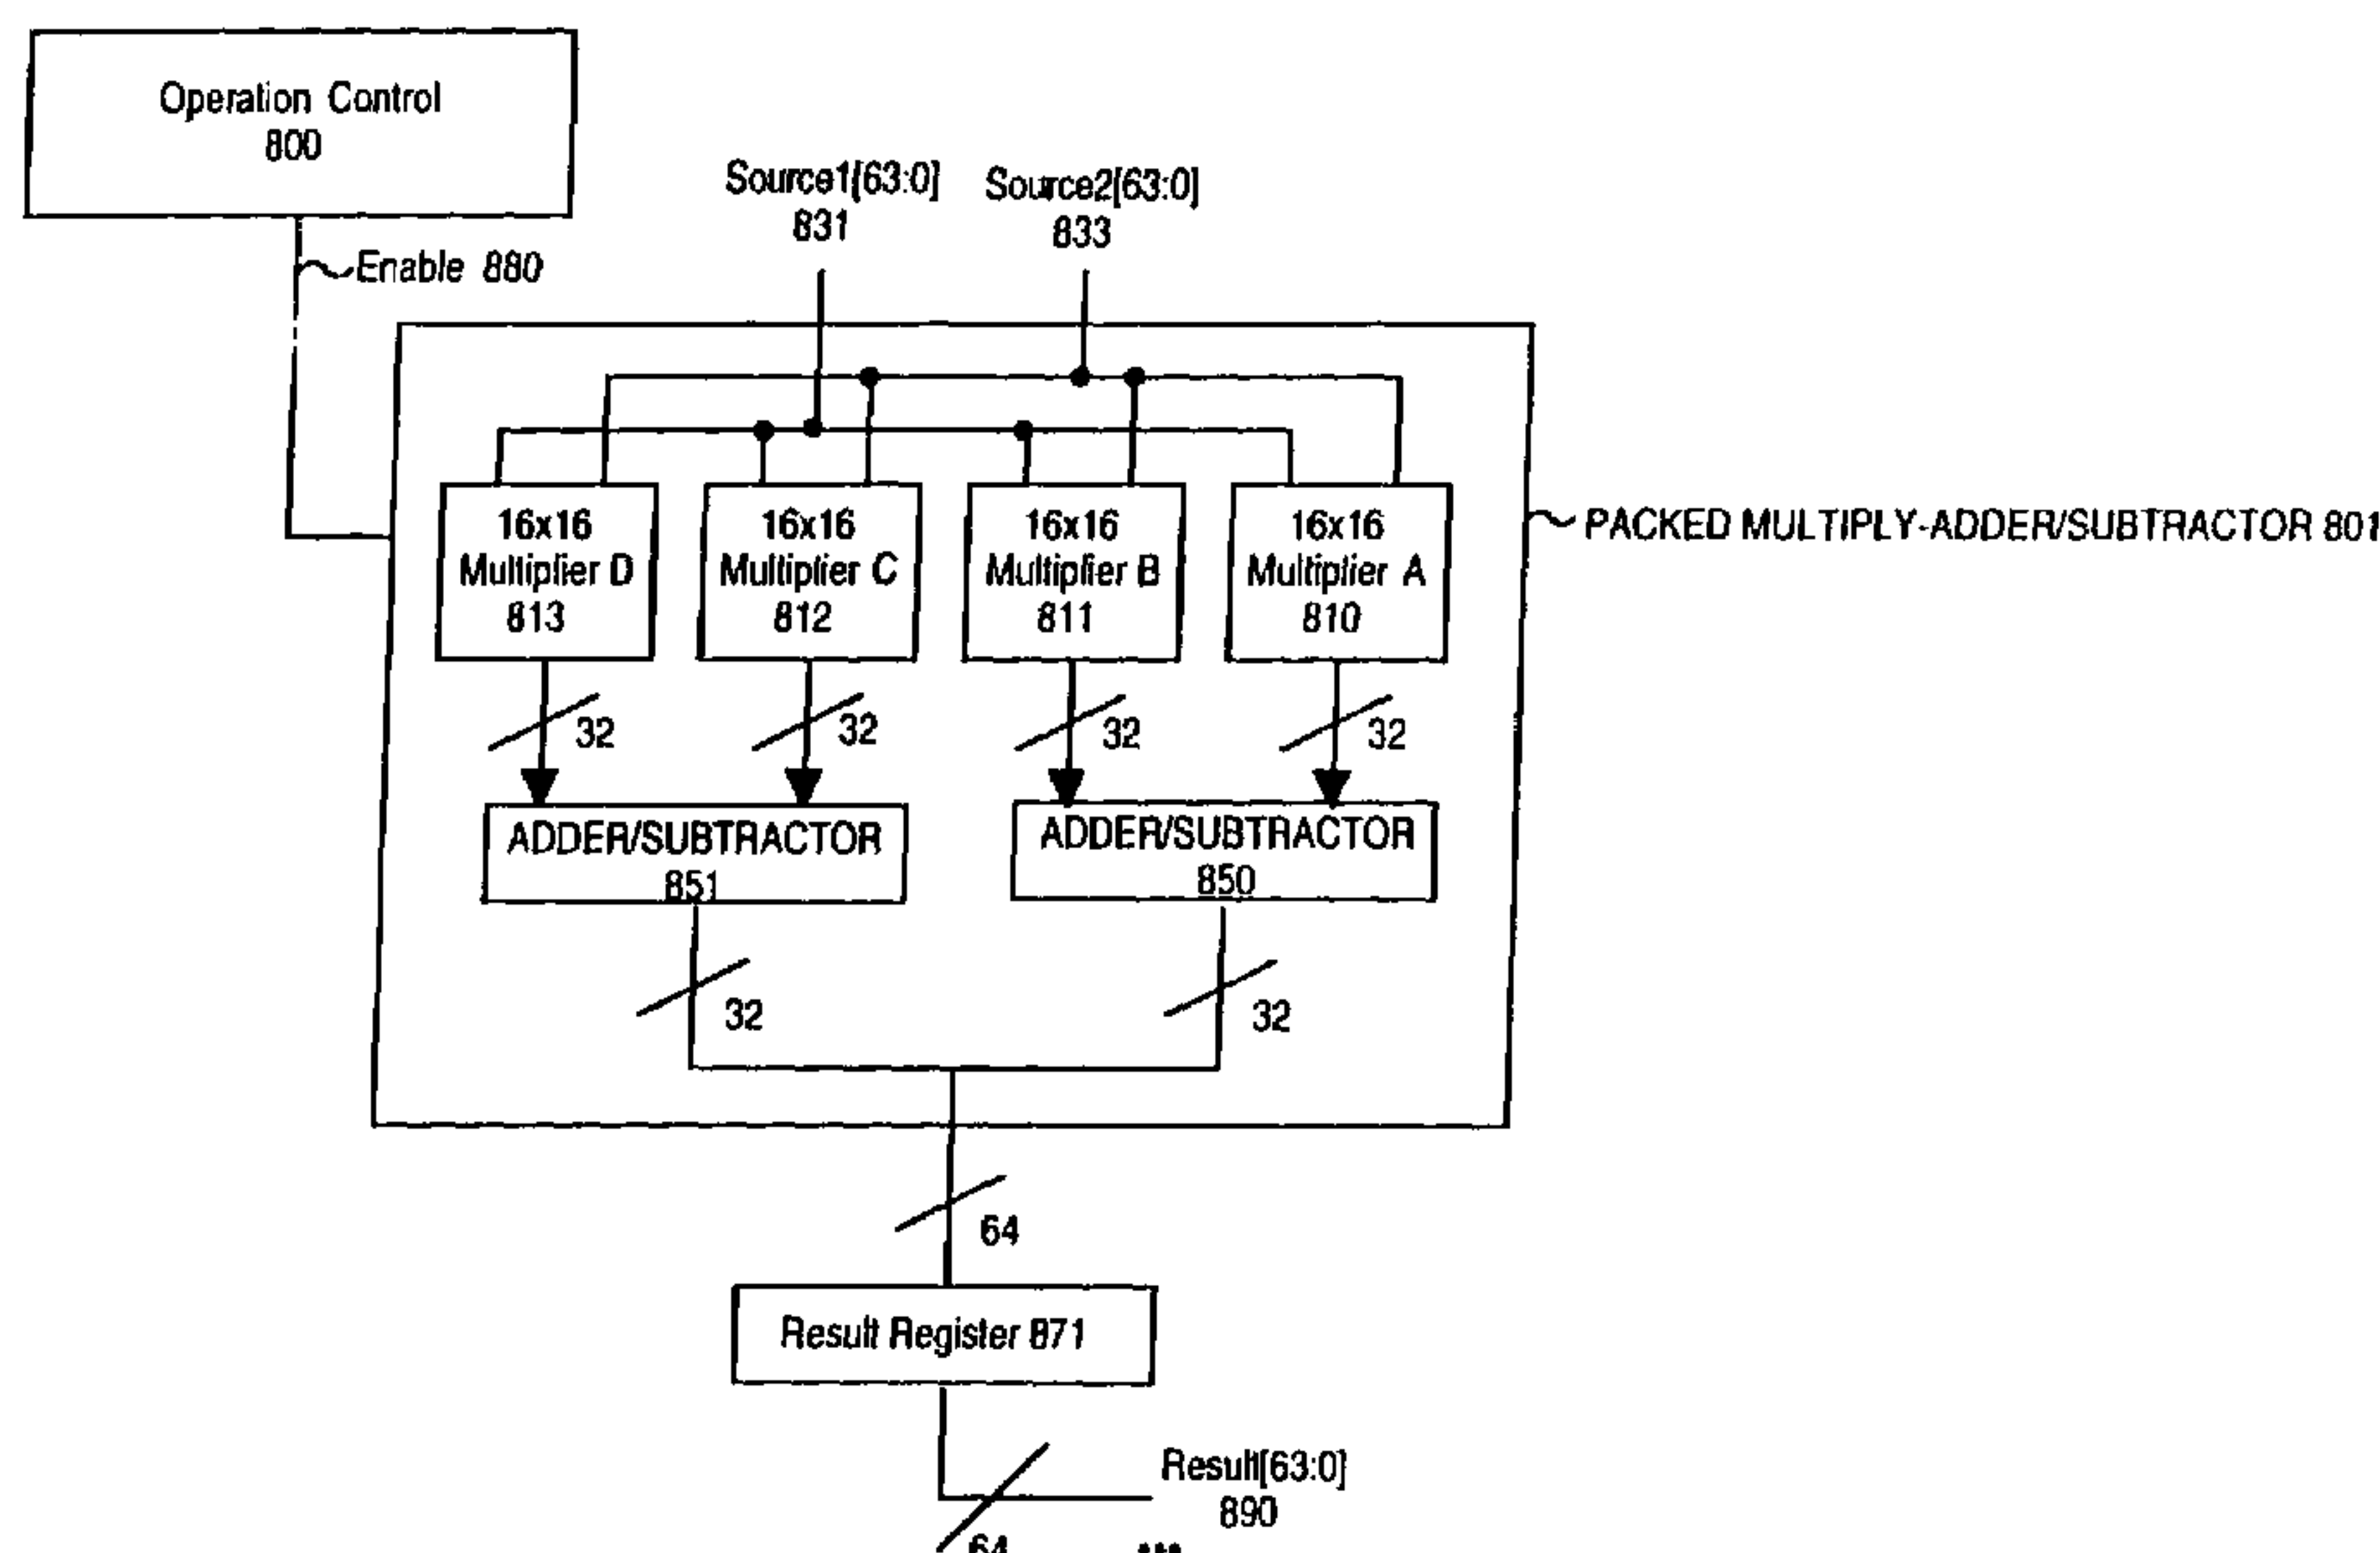 Operation Control
800
Enable 880
Source1[63:0]
831
Source2[63:0]
833
16x16
Multiplier D
813
16x16
Multiplier C
812
16x16
Multiplier B
811
16x16
Multiplier A
810
PACKED MULTIPLY-ADDER/SUBTRACTOR 801
32
32
32
32
ADDER/SUBTRACTOR
851
ADDER/SUBTRACTOR
850
32
32
64
Result Register 871
Result[63:0]
890
64